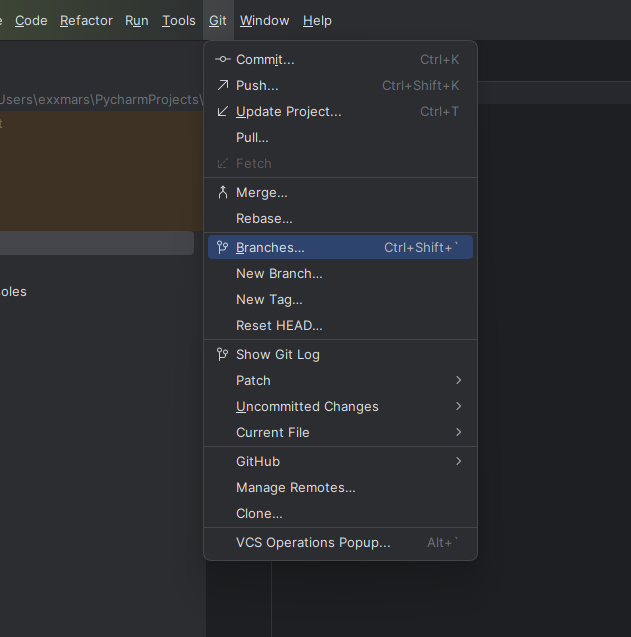 Code Refactor Run Tools Git Window Help
Users\exxmars\PycharmProjects\
Commit... Ctrl+K
Push... Ctrl+Shift+K
Update Project... Ctrl+T
Pull...
Fetch
Merge...
Rebase...
Branches... Ctrl+Shift+`
New Branch...
oles
New Tag...
Reset HEAD...
Show Git Log
Patch
Uncommitted Changes
Current File
GitHub
Manage Remotes...
Clone...
VCS Operations Popup... Alt+`